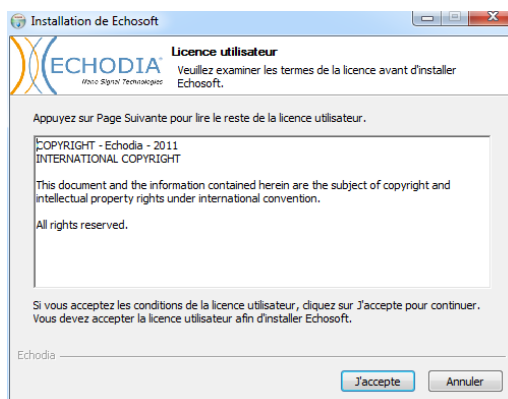 Installation de Echosoft
ECHODIA
Nano Signal Technologies
Licence utilisateur
Veuillez examiner les termes de la licence avant d'installer
Echosoft.
Appuyez sur Page Suivante pour lire le reste de la licence utilisateur.
COPYRIGHT - Echodia - 2011
INTERNATIONAL COPYRIGHT
This document and the information contained herein are the subject of copyright and
intellectual property rights under international convention.
All rights reserved.
Si vous acceptez les conditions de la licence utilisateur, cliquez sur J'accepte pour continuer.
Vous devez accepter la licence utilisateur afin d'installer Echosoft.
Echodia
J'accepte
Annuler